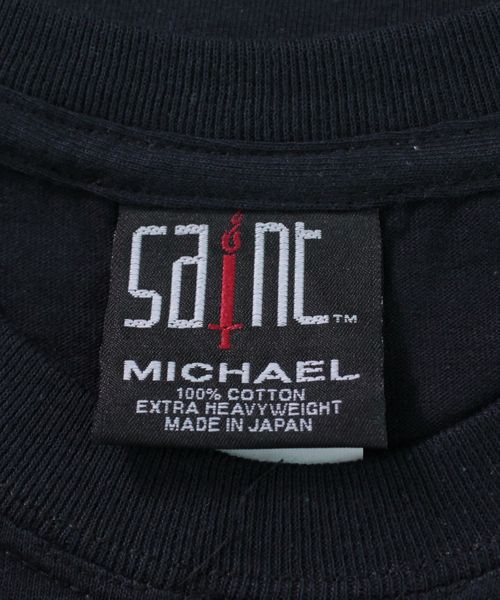 saint™
MICHAEL
100% COTTON
EXTRA HEAVYWEIGHT
MADE IN JAPAN